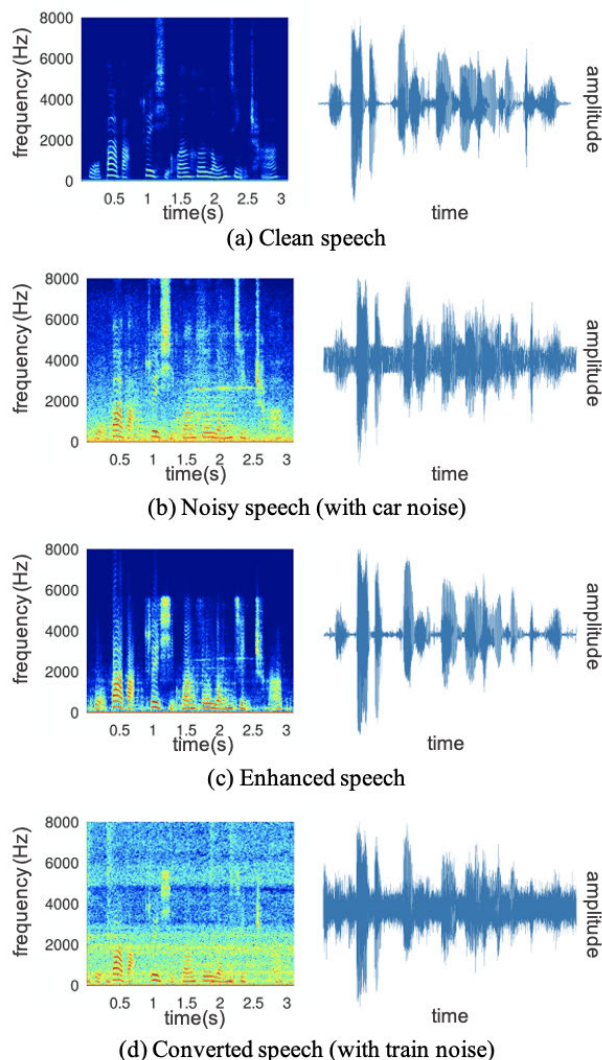 8000
6000
4000
2000
0
frequency (Hz)
0.5 1 1.5 2 2.5 3
time(s)
time
amplitude
(a) Clean speech
8000
6000
4000
2000
0
frequency (Hz)
0.5 1 1.5 2 2.5 3
time(s)
time
amplitude
(b) Noisy speech (with car noise)
8000
6000
4000
2000
0
frequency (Hz)
0.5 1 1.5 2 2.5 3
time(s)
time
amplitude
(c) Enhanced speech
8000
6000
4000
2000
0
frequency (Hz)
0.5 1 1.5 2 2.5 3
time(s)
time
amplitude
(d) Converted speech (with train noise)